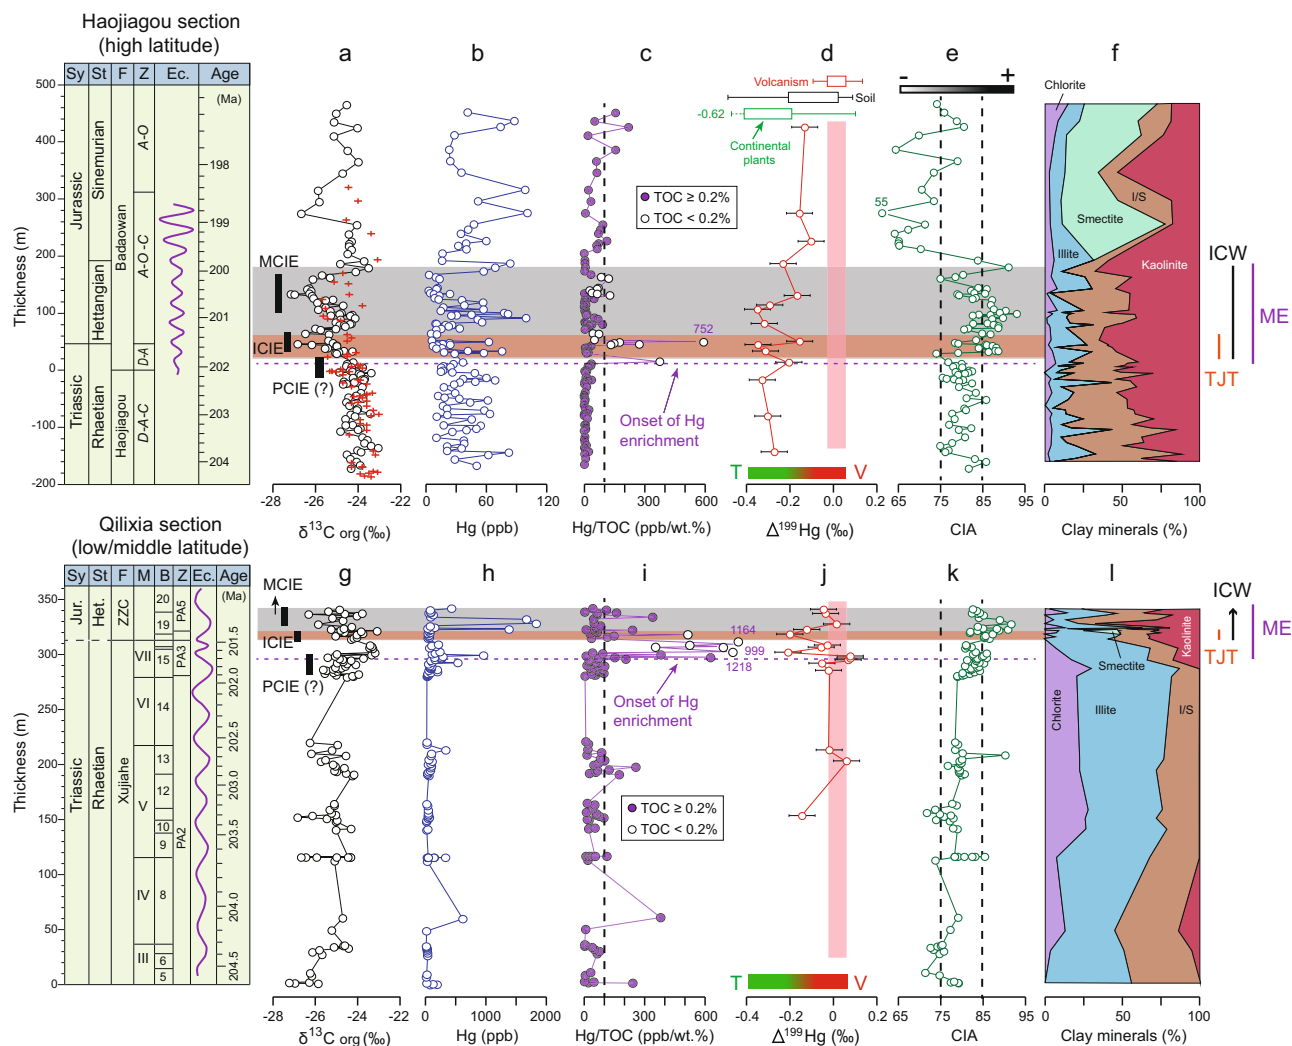 Haojiagou section
(high latitude)
Sy St F Z Ec. Age
(Ma)
Thickness (m)
500
400
300
200
100
0
-100
-200
Triassic
Jurassic
Rhaetian
Hettangian
Sinemurian
Haojiagou
Badaowan
D-A-C
D-A
A-O-C
A-O
198
199
200
201
202
203
204
MCIE
ICIE
PCIE (?)
a
b
c
d
e
f
Volcanism
Soil
-0.62
Continental
plants
TOC ≥ 0.2%
TOC < 0.2%
752
Onset of Hg
enrichment
T
V
-
+
55
Chlorite
Illite
Smectite
I/S
Kaolinite
ICW
ME
TJT
-28 -26 -24 -22
δ13C org (‰)
0 60 120
Hg (ppb)
0 300 600
Hg/TOC (ppb/wt.%)
-0.4 -0.2 0.0 0.2
Δ199Hg (‰)
65 75 85 95
CIA
0 50 100
Clay minerals (%)
Qilixia section
(low/middle latitude)
Sy St F M B Z Ec. Age
(Ma)
Thickness (m)
350
300
250
200
150
100
50
0
Jur.
Triassic
Het.
Rhaetian
ZZC
Xujiahe
VII
VI
V
IV
III
20
19
15
14
13
12
10
9
8
6
5
PA5
PA3
PA2
201.5
202.0
202.5
203.0
203.5
204.0
204.5
MCIE
ICIE
PCIE (?)
g
h
i
j
k
l
1164
999
1218
Onset of Hg
enrichment
TOC ≥ 0.2%
TOC < 0.2%
T
V
Chlorite
Illite
Smectite
I/S
Kaolinite
ICW
ME
TJT
-28 -26 -24 -22
δ13C org (‰)
0 1000 2000
Hg (ppb)
0 300 600
Hg/TOC (ppb/wt.%)
-0.4 -0.2 0.0 0.2
Δ199Hg (‰)
65 75 85 95
CIA
0 50 100
Clay minerals (%)